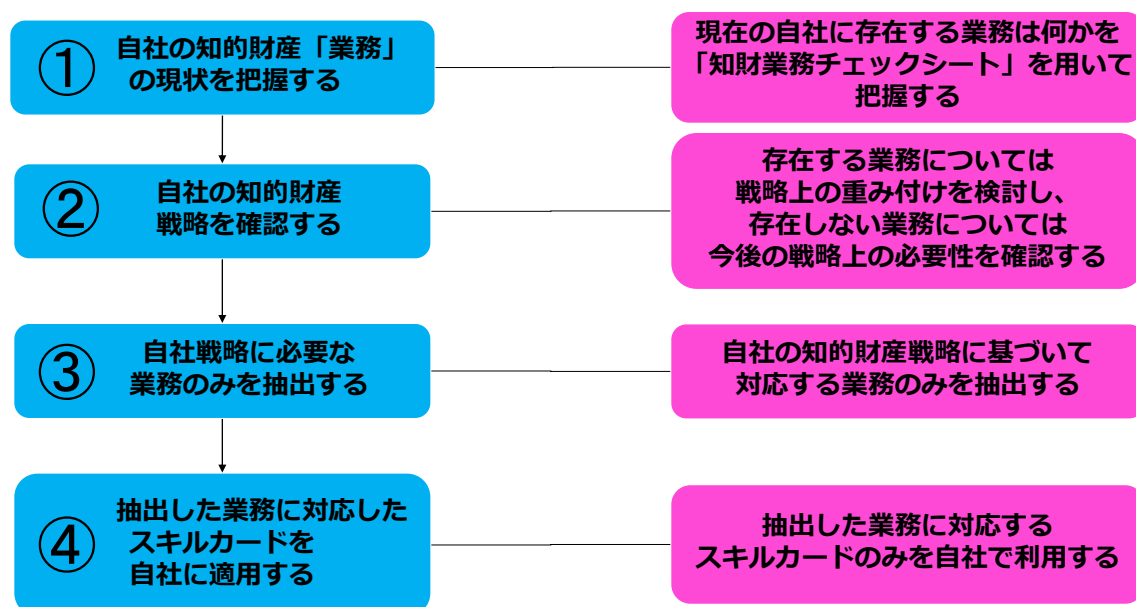 ① 自社の知的財産「業務」
の現状を把握する
現在の自社に存在する業務は何かを
「知財業務チェックシート」を用いて
把握する
② 自社の知的財産
戦略を確認する
存在する業務については
戦略上の重み付けを検討し、
存在しない業務については
今後の戦略上の必要性を確認する
③ 自社戦略に必要な
業務のみを抽出する
自社の知的財産戦略に基づいて
対応する業務のみを抽出する
④ 抽出した業務に対応した
スキルカードを
自社に適用する
抽出した業務に対応する
スキルカードのみを自社で利用する